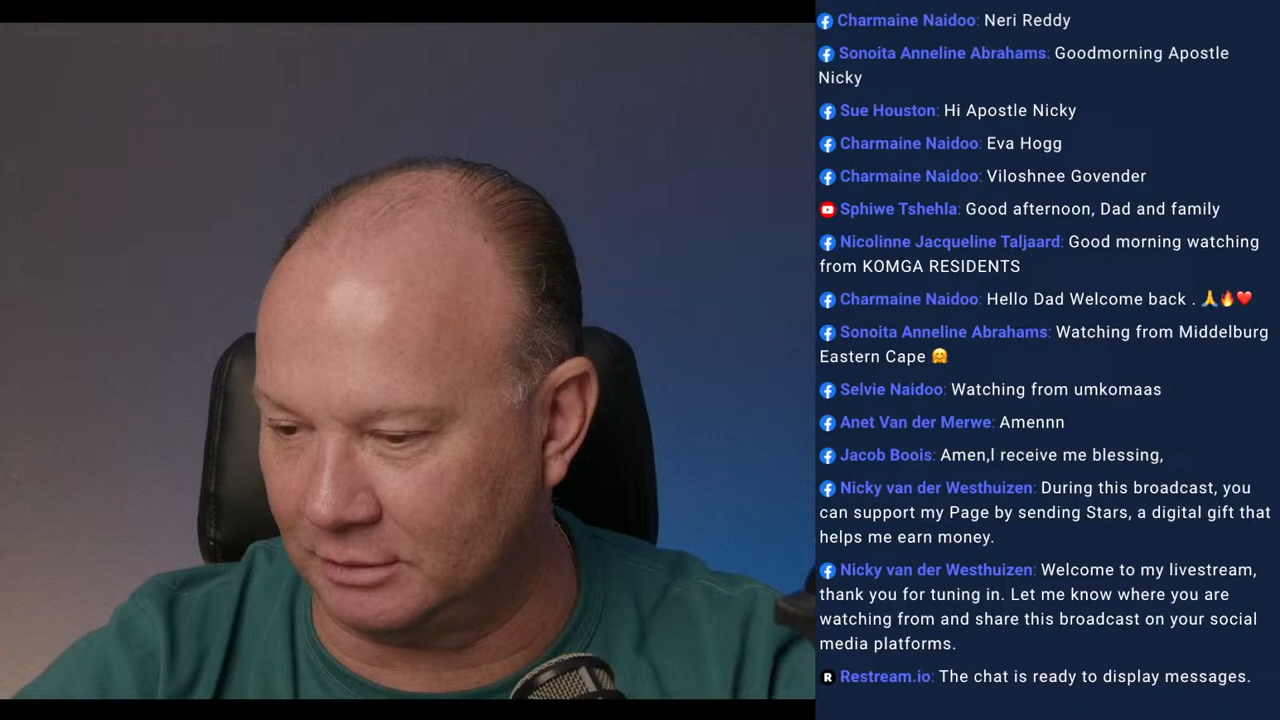 Charmaine Naidoo: Neri Reddy
Sonoita Anneline Abrahams: Goodmorning Apostle
Nicky
Sue Houston: Hi Apostle Nicky
Charmaine Naidoo: Eva Hogg
Charmaine Naidoo: Viloshnee Govender
Sphiwe Tshehla: Good afternoon, Dad and family
Nicolinne Jacqueline Taljaard: Good morning watching
from KOMGA RESIDENTS
Charmaine Naidoo: Hello Dad Welcome back . 🙏🔥❤️
Sonoita Anneline Abrahams: Watching from Middelburg
Eastern Cape 🤗
Selvie Naidoo: Watching from umkomaas
Anet Van der Merwe: Amennn
Jacob Boois: Amen,I receive me blessing,
Nicky van der Westhuizen: During this broadcast, you
can support my Page by sending Stars, a digital gift that
helps me earn money.
Nicky van der Westhuizen: Welcome to my livestream,
thank you for tuning in. Let me know where you are
watching from and share this broadcast on your social
media platforms.
R Restream.io: The chat is ready to display messages.